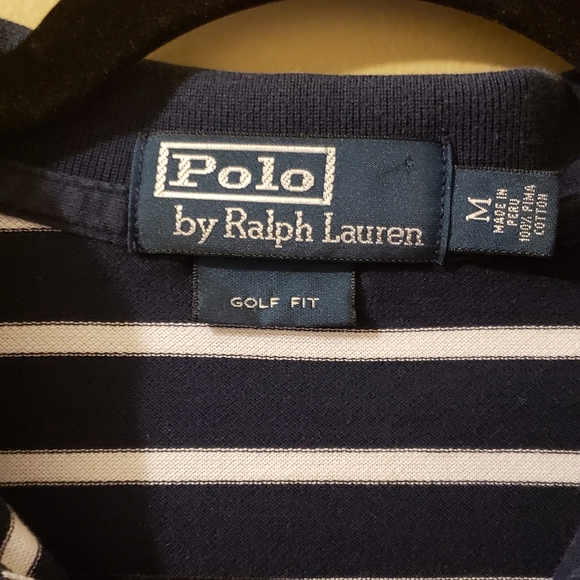 Polo
by Ralph Lauren
GOLF FIT
M
MADE IN
PERU
100% PIMA
COTTON